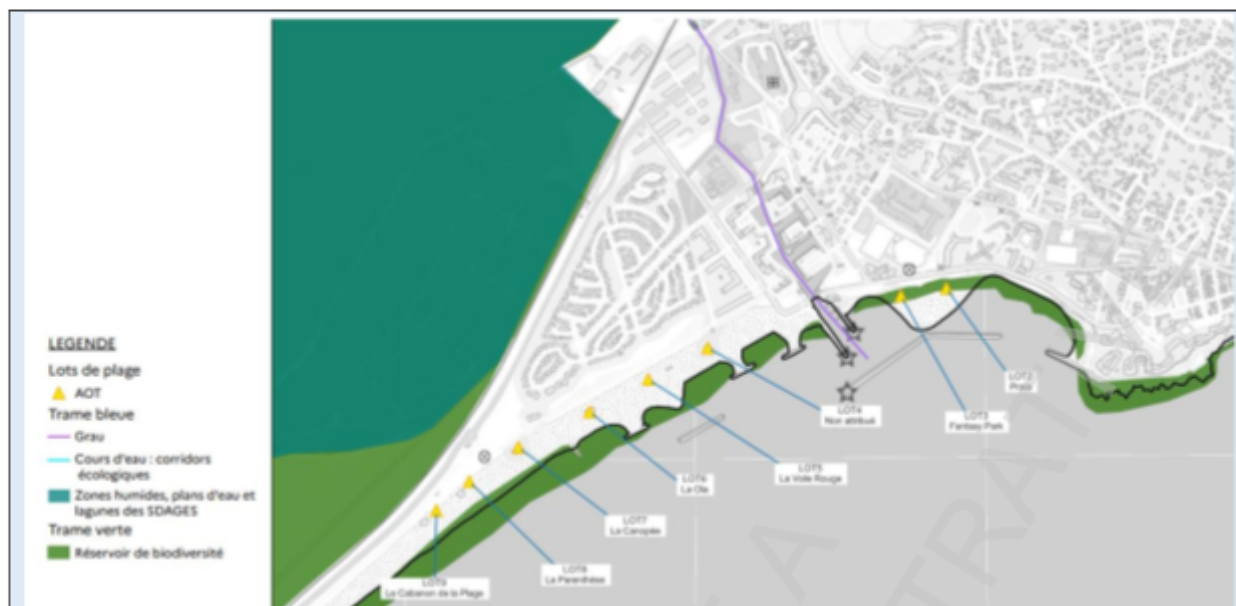 LEGENDE
Lots de plage
AOT
Trame bleue
Grau
Cours d'eau : corridors
écologiques
Zones humides, plans d'eau et
lagunes des SDAGES
Trame verte
Réservoir de biodiversité
LOT2
LOT3
Fantasy Park
LOT4
Non attribué
LOT5
La Voile Rouge
LOT6
La Ola
LOT7
La Canopée
LOT8
La Parenthèse
LOT9
Le Cabanon de la Plage